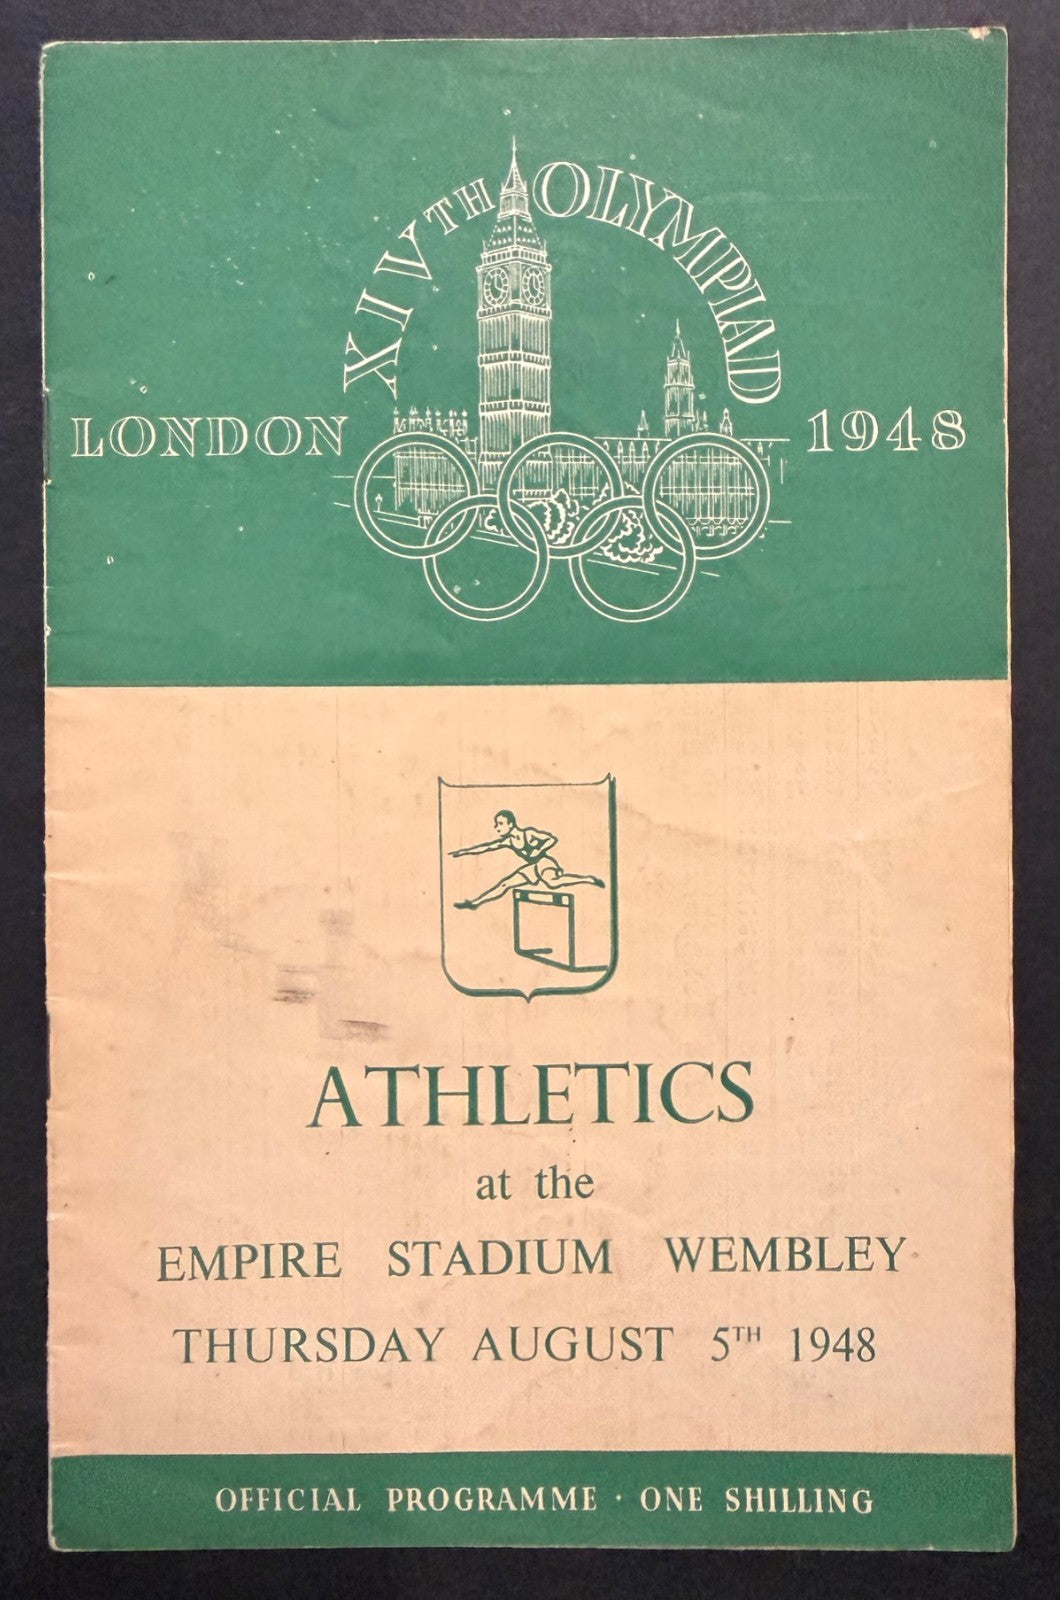 XIVTH OLYMPIAD
LONDON 1948
ATHLETICS
at the
EMPIRE STADIUM WEMBLEY
THURSDAY AUGUST 5TH 1948
OFFICIAL PROGRAMME · ONE SHILLING